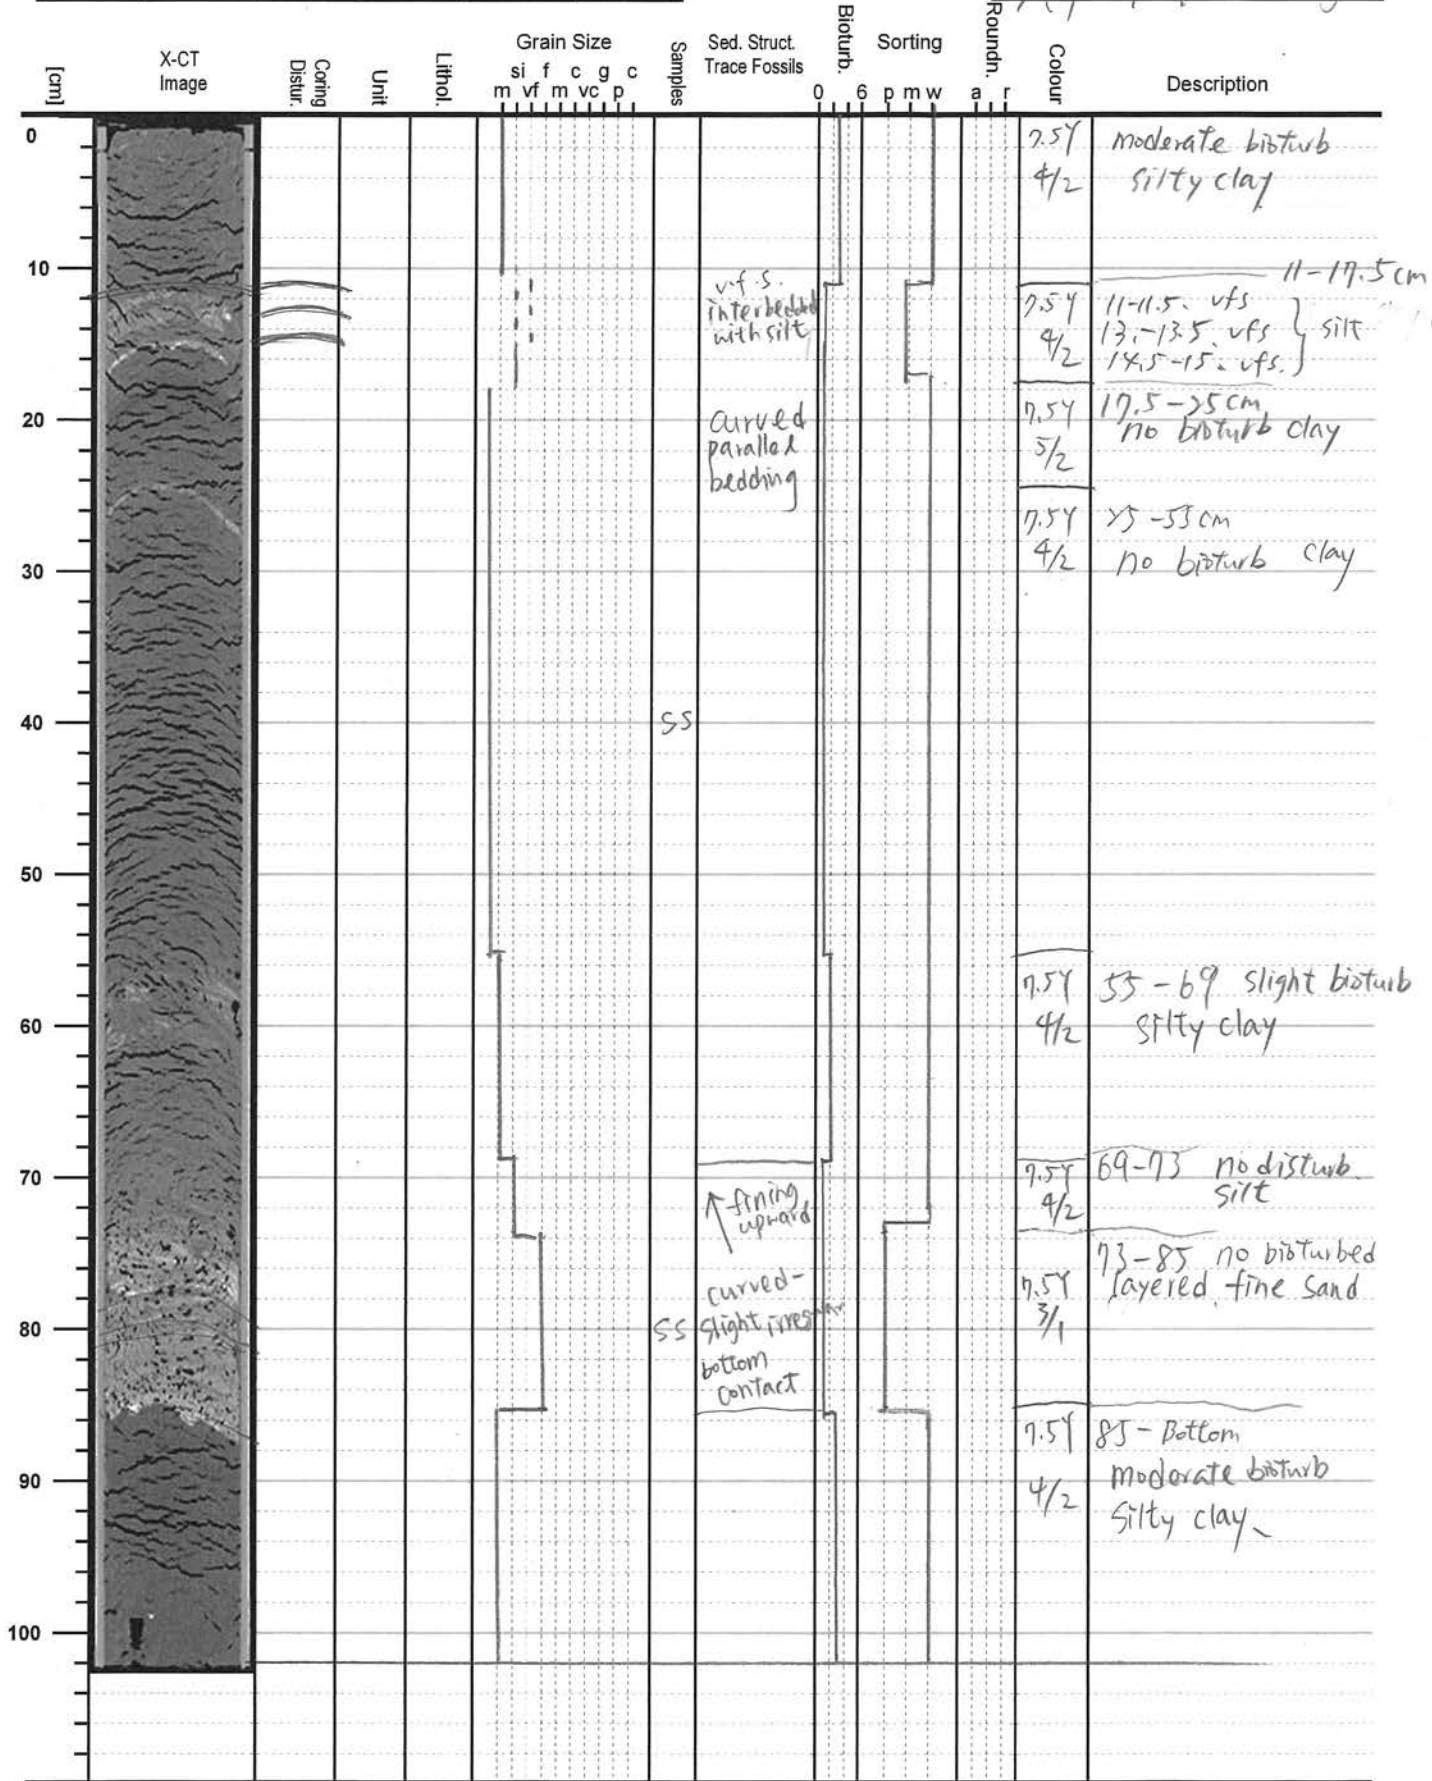 [cm]
X-CT
Image
Coring
Distur.
Unit
Lithol.
Grain Size
si f c g c
m vf m vc p
Samples
Sed. Struct.
Trace Fossils
Bioturb.
0 6
Sorting
p m w
Roundn.
a r
Colour
Description
0
7.5Y
4/2
moderate bioturb
silty clay
10
v.f.s.
interbedded
with silt
11-17.5 cm
7.5Y
4/2
11-11.5. vfs
13.-13.5. vfs } silt
14.5-15. vfs.
20
curved
parallel
bedding
7.5Y
5/2
17.5-25cm
no bioturb clay
7.5Y
4/2
25-55 cm
no bioturb clay
30
40
SS
50
7.5Y
4/2
55-69 slight bioturb
silty clay
60
70
fining
upward
7.5Y
4/2
69-73 no disturb.
silt
curved-
slight irregular
bottom
contact
SS
7.5Y
3/1
73-85 no bioturbed
layered fine sand
80
7.5Y
4/2
85-Bottom
moderate bioturb
silty clay
90
100